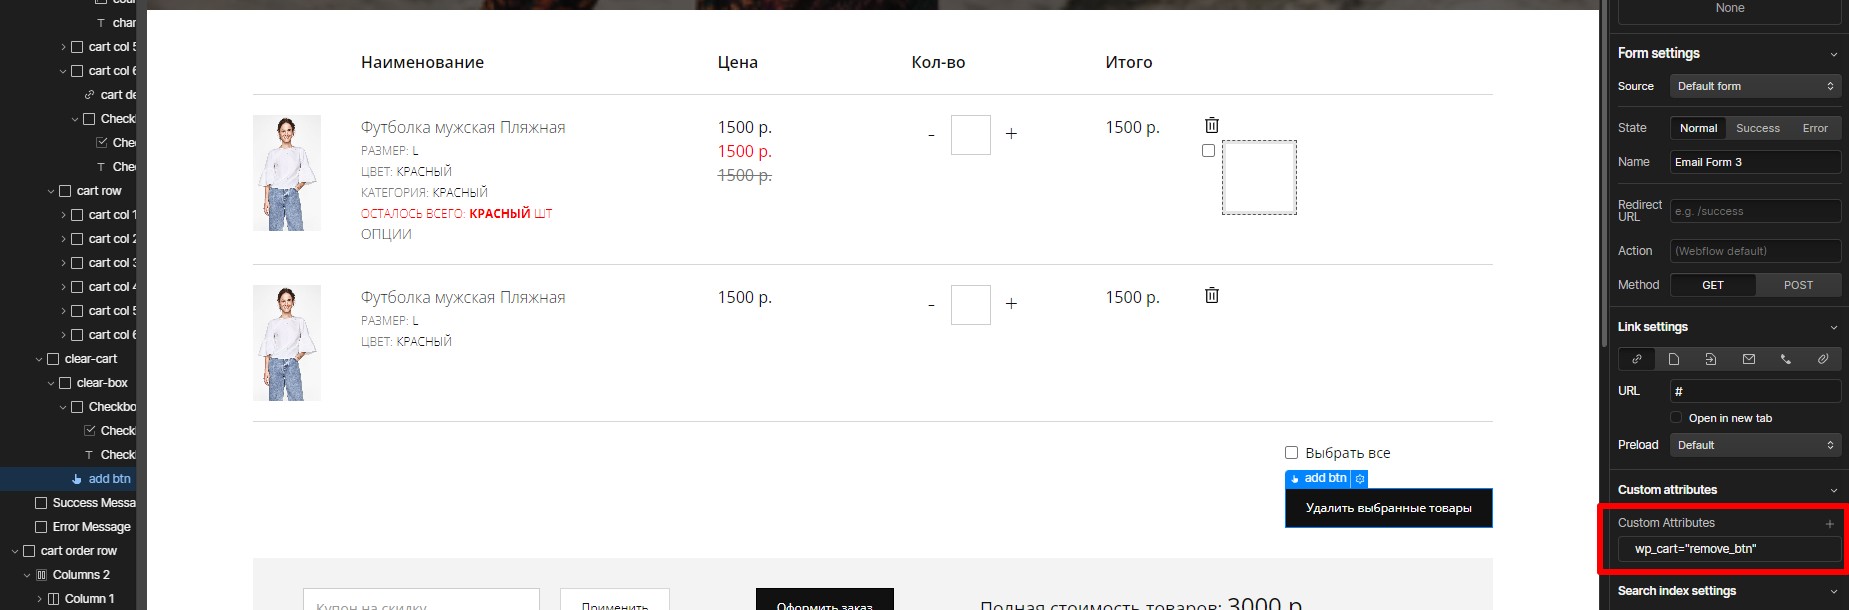 char
cart col 5
cart col 6
cart de
Check
Che
Che
cart row
cart col 1
cart col 2
cart col 3
cart col 4
cart col 5
cart col 6
clear-cart
clear-box
Checkbo
Check
Check
add btn
Success Messa
Error Message
cart order row
Columns 2
Column 1
Наименование Цена Кол-во Итого
Футболка мужская Пляжная 1500 р. - + 1500 р.
РАЗМЕР: L 1500 р.
ЦВЕТ: КРАСНЫЙ 1500 р.
КАТЕГОРИЯ: КРАСНЫЙ
ОСТАЛОСЬ ВСЕГО: КРАСНЫЙ ШТ
ОПЦИИ
Футболка мужская Пляжная 1500 р. - + 1500 р.
РАЗМЕР: L
ЦВЕТ: КРАСНЫЙ
Выбрать все
add btn
Удалить выбранные товары
Купон на скидку Применить Оформить заказ Полная стоимость товаров: 3000 р
None
Form settings
Source Default form
State Normal Success Error
Name Email Form 3
Redirect URL e.g. /success
Action (Webflow default)
Method GET POST
Link settings
URL #
Open in new tab
Preload Default
Custom attributes
Custom Attributes +
wp_cart="remove_btn"
Search index settings